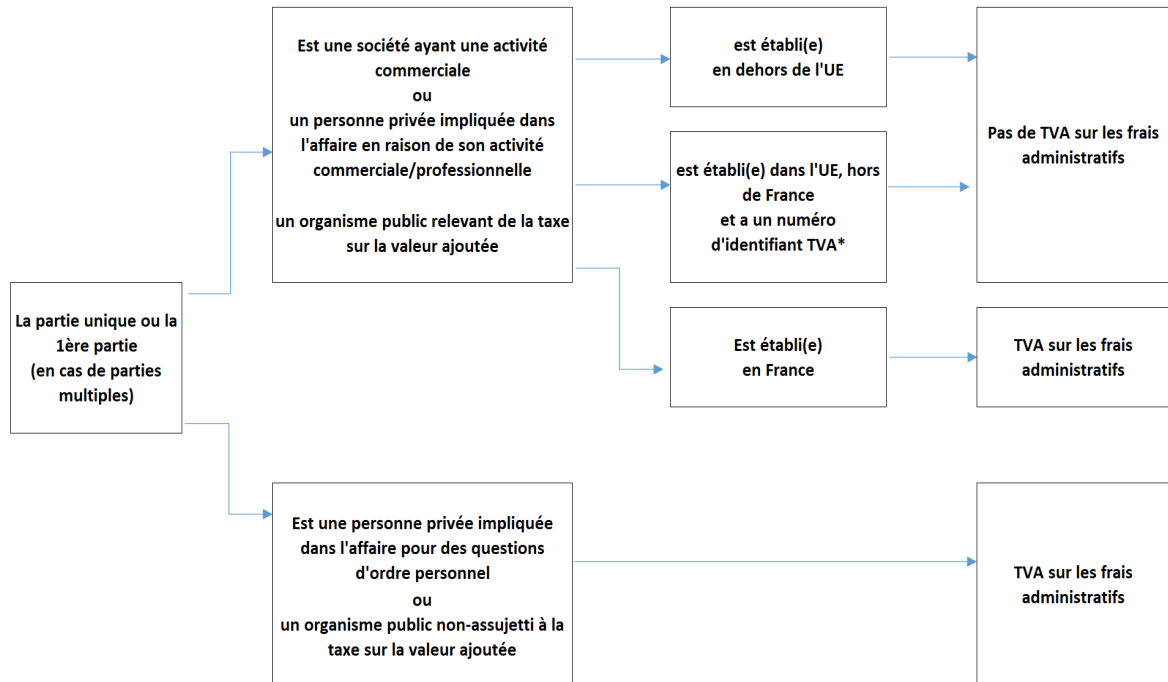 La partie unique ou la
1ère partie
(en cas de parties
multiples)
Est une société ayant une activité
commerciale
ou
un personne privée impliquée dans
l'affaire en raison de son activité
commerciale/professionnelle
un organisme public relevant de la taxe
sur la valeur ajoutée
est établi(e)
en dehors de l'UE
est établi(e) dans l'UE, hors
de France
et a un numéro
d'identifiant TVA*
Pas de TVA sur les frais
administratifs
Est établi(e)
en France
TVA sur les frais
administratifs
Est une personne privée impliquée
dans l'affaire pour des questions
d'ordre personnel
ou
un organisme public non-assujetti à la
taxe sur la valeur ajoutée
TVA sur les frais
administratifs